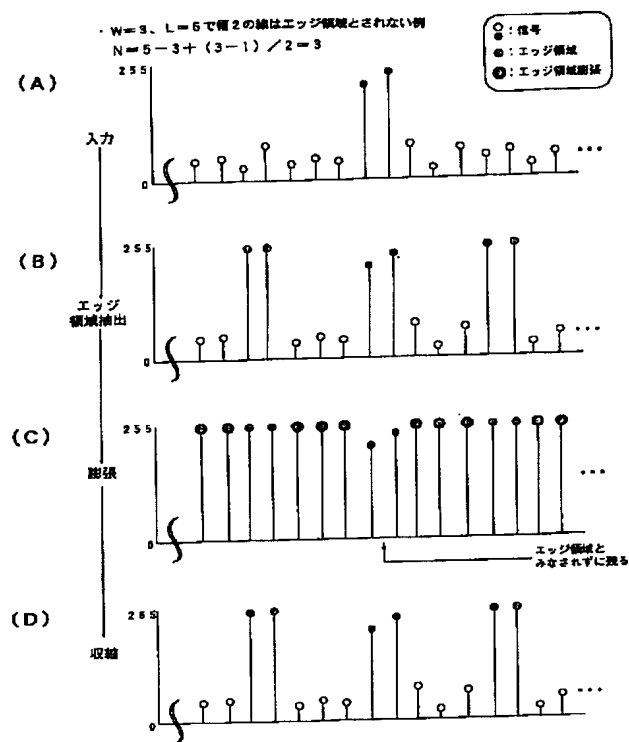 ・W=3、L=5で幅2の線はエッジ領域とされない例
N=5-3+(3-1)/2=3
:信号
:エッジ領域
:エッジ領域膨張
(A)
255
入力
0
・・・
(B)
255
エッジ
領域抽出
0
・・・
(C)
255
膨張
0
・・・
エッジ領域と
みなされずに残る
(D)
255
収縮
0
・・・